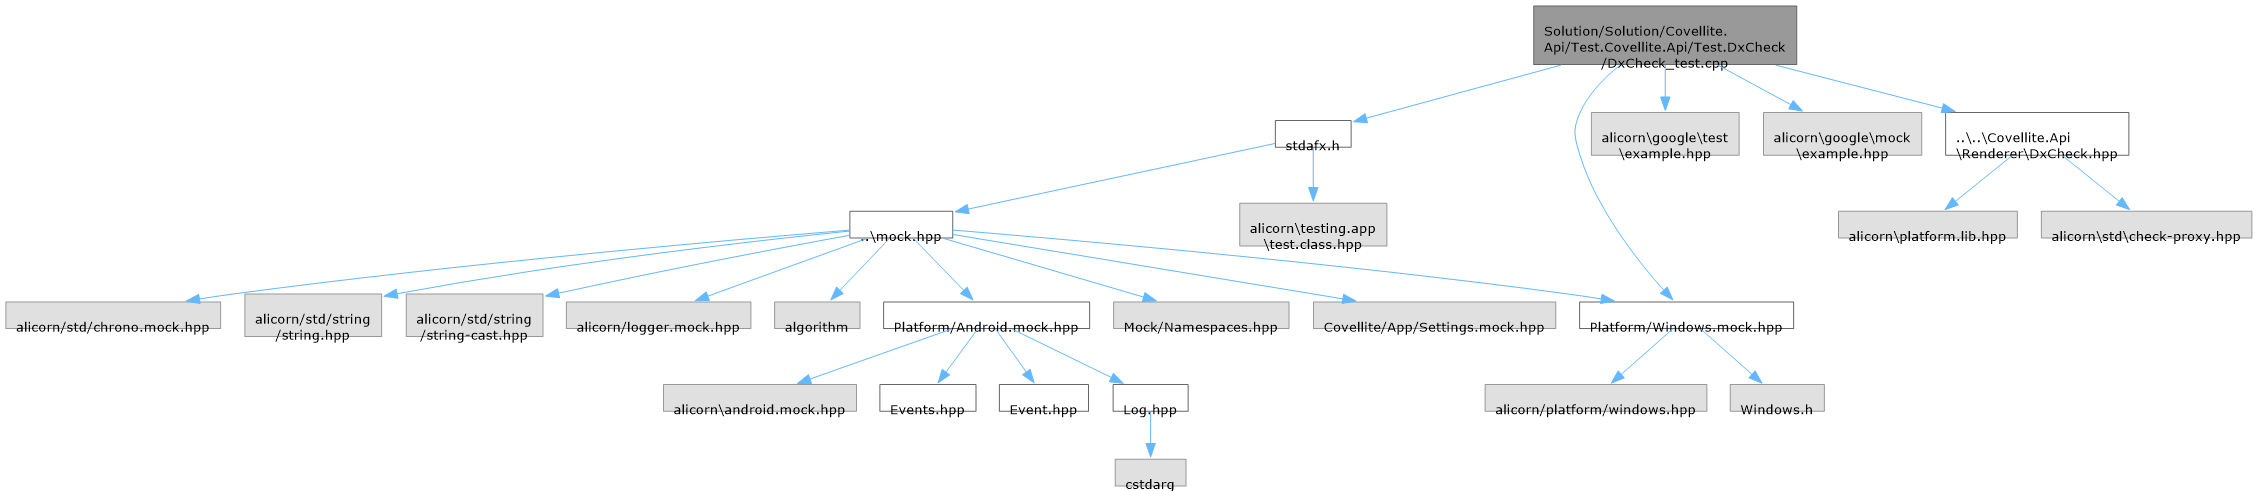 Solution/Solution/Covellite.
Api/Test.Covellite.Api/Test.DxCheck
/DxCheck_test.cpp
stdafx.h
alicorn\google\test
\example.hpp
alicorn\google\mock
\example.hpp
..\..\Covellite.Api
\Renderer\DxCheck.hpp
..\mock.hpp
alicorn\testing.app
\test.class.hpp
alicorn\platform.lib.hpp
alicorn\std\check-proxy.hpp
alicorn/std/chrono.mock.hpp
alicorn/std/string
/string.hpp
alicorn/std/string
/string-cast.hpp
alicorn/logger.mock.hpp
algorithm
Platform/Android.mock.hpp
Mock/Namespaces.hpp
Covellite/App/Settings.mock.hpp
Platform/Windows.mock.hpp
alicorn\android.mock.hpp
Events.hpp
Event.hpp
Log.hpp
alicorn/platform/windows.hpp
Windows.h
cstdarg